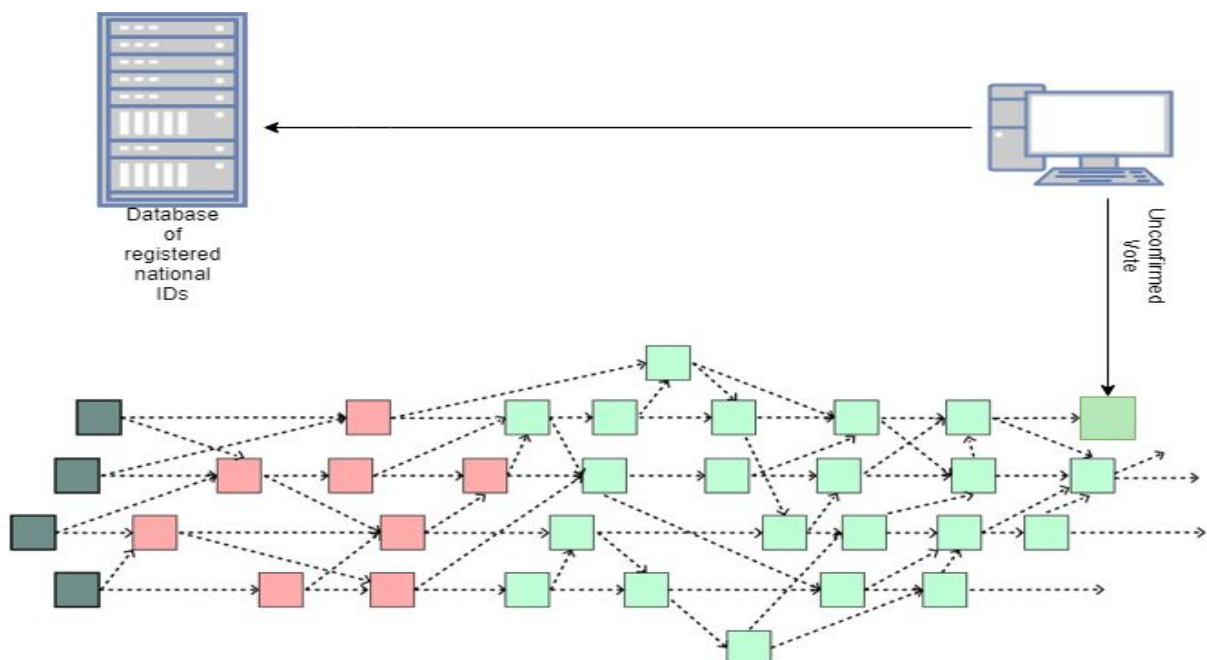 Database
of
registered
national
IDs
Unconfirmed
Vote